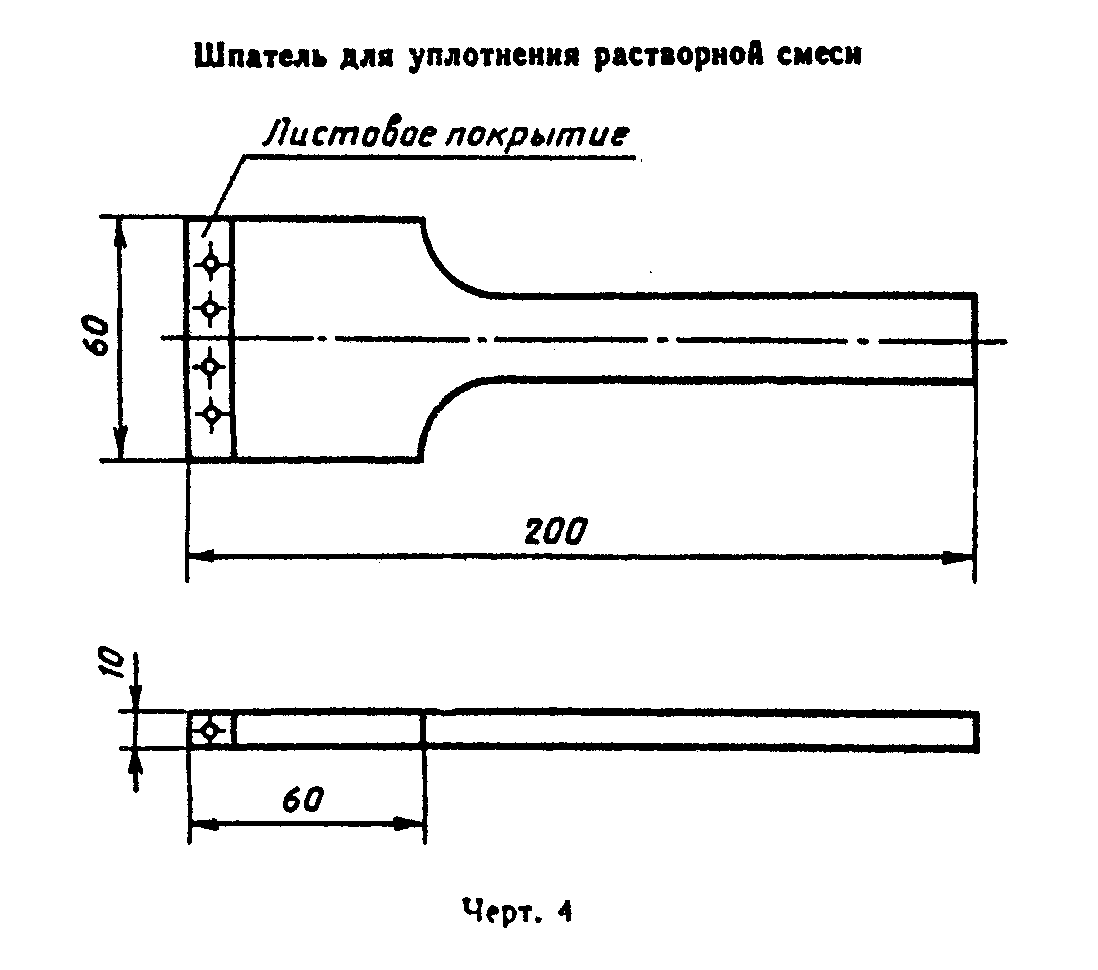 Шпатель для уплотнения растворной смеси
Листовое покрытие
60
200
10
60
Черт. 4